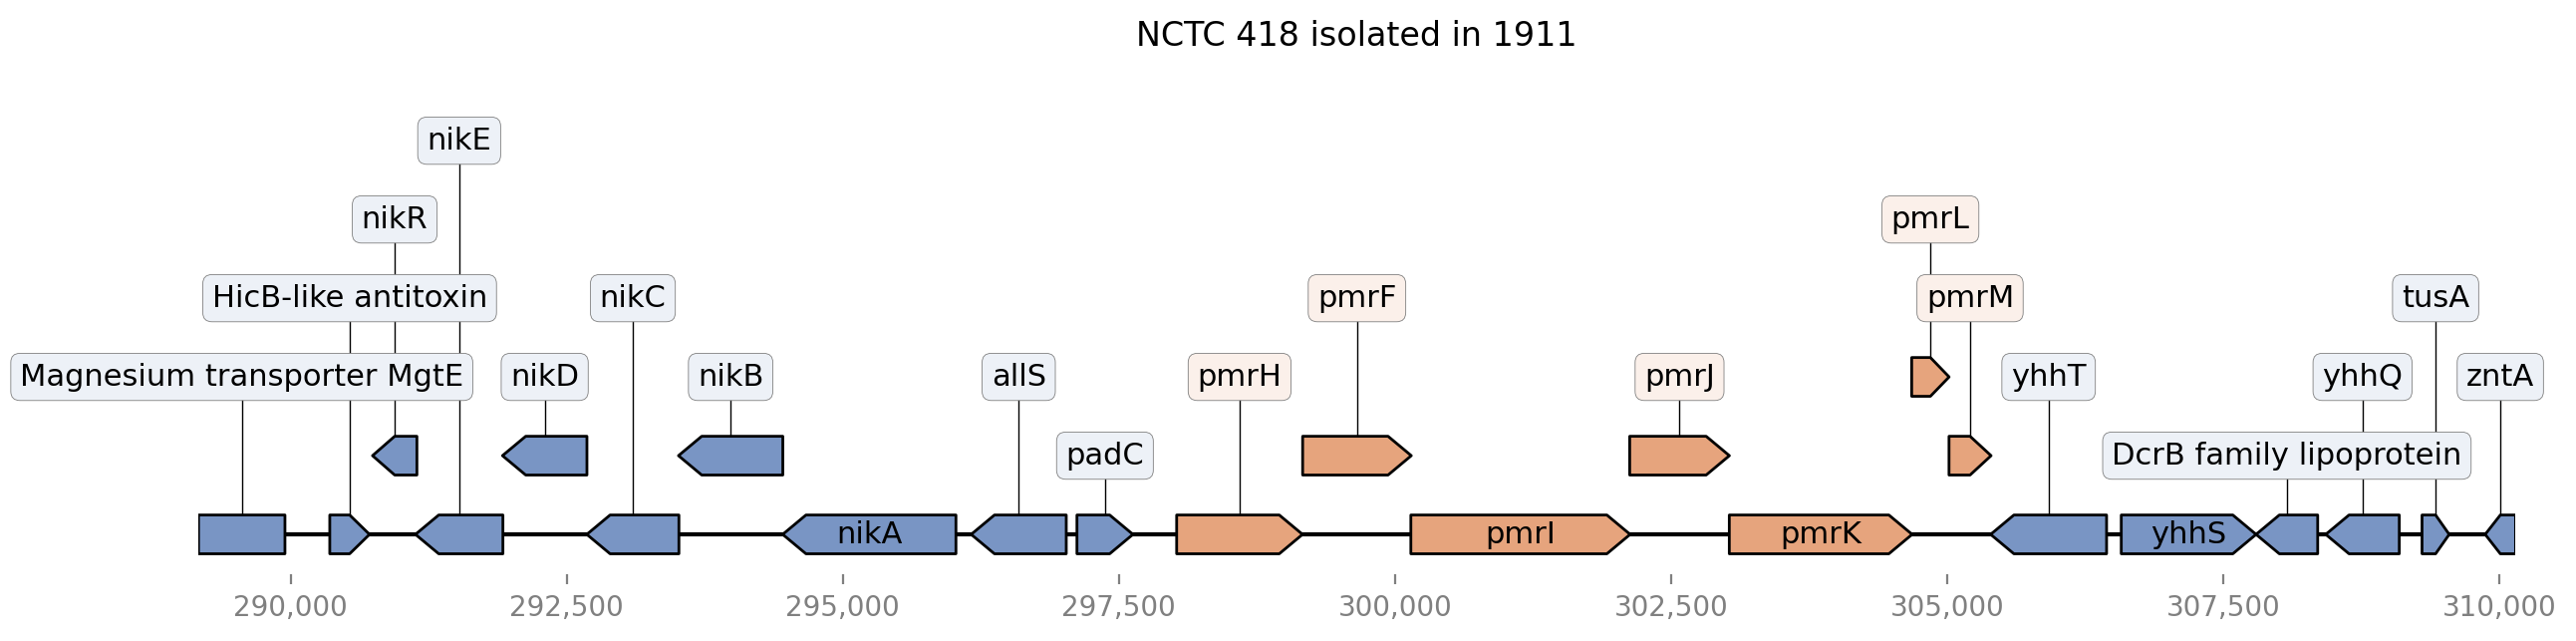 NCTC 418 isolated in 1911
nikE
nikR
pmrL
HicB-like antitoxin
nikC
pmrF
pmrM
tusA
Magnesium transporter MgtE
nikD
nikB
allS
pmrH
pmrJ
yhhT
yhhQ
zntA
padC
DcrB family lipoprotein
nikA
pmrI
pmrK
yhhS
290,000
292,500
295,000
297,500
300,000
302,500
305,000
307,500
310,000